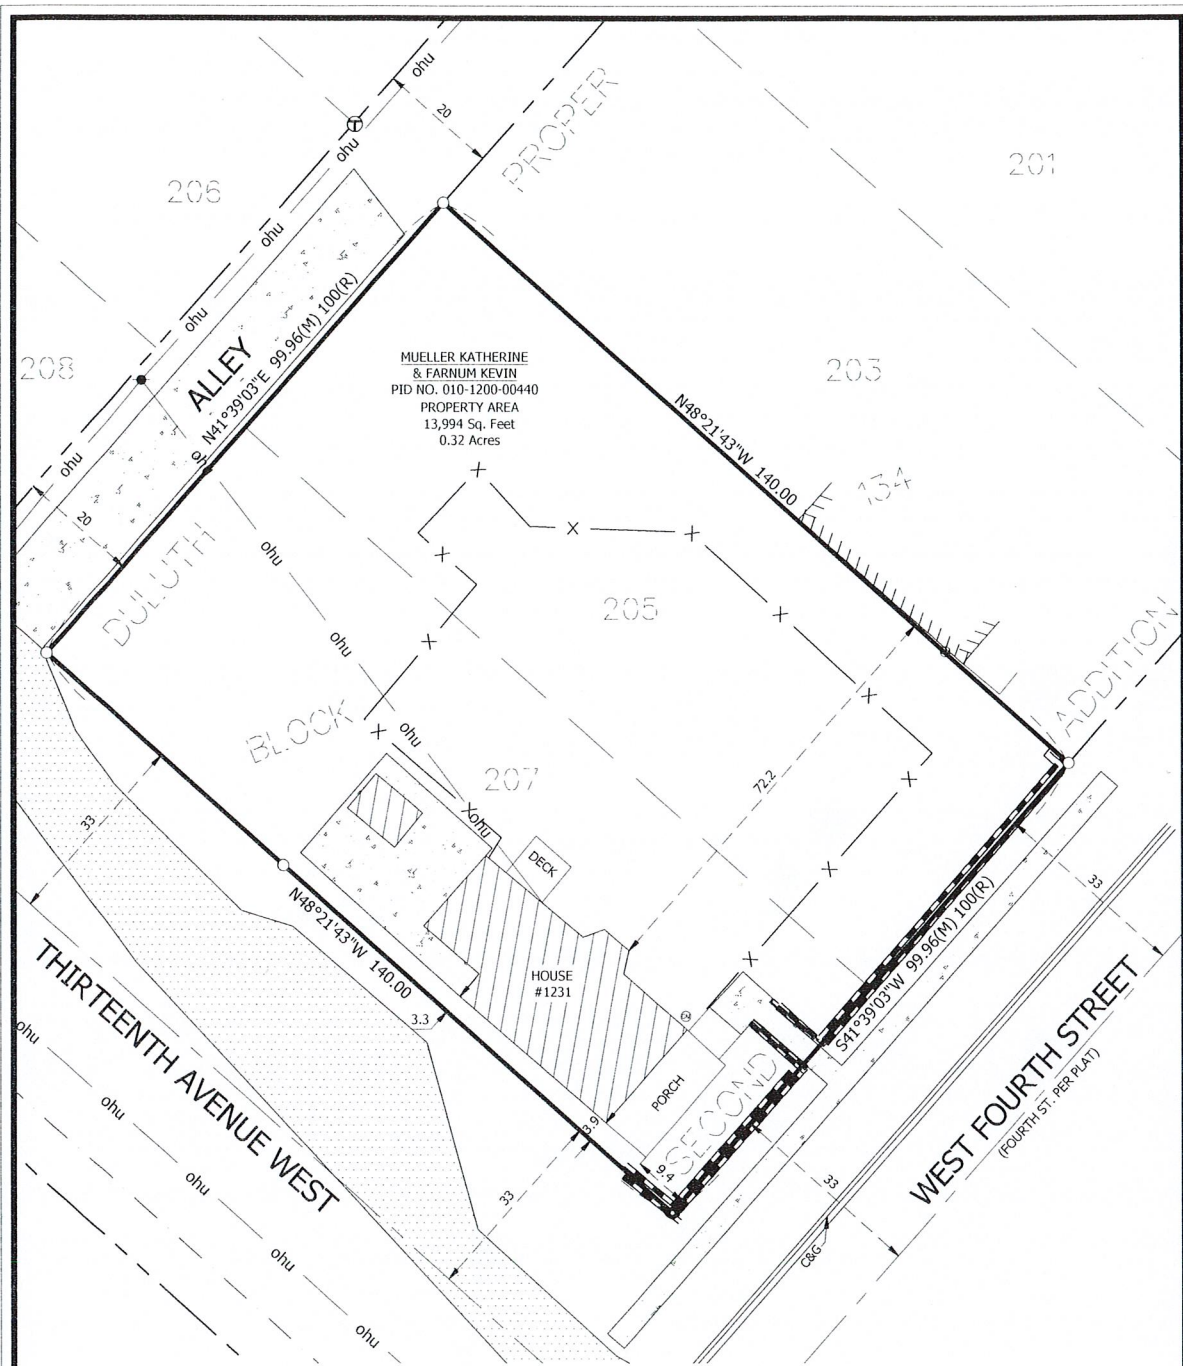 ohu
20
PROPER
T
ohu
206
201
ohu
ohu
208
ALLEY
N41°39'03"E 99.96(M) 100(R)
MUELLER KATHERINE
& FARNUM KEVIN
PID NO. 010-1200-00440
PROPERTY AREA
13,994 Sq. Feet
0.32 Acres
203
N48°21'43"W 140.00
134
ohu
oh
20
DULUTH
ohu
205
ohu
ADDITION
BLOCK
ohu
207
72.2
33
ohu
DECK
33
N48°21'43"W 140.00
HOUSE
#1231
3.3
S41°39'03"W 99.96(M) 100(R)
THIRTEENTH AVENUE WEST
WEST FOURTH STREET
(FOURTH ST. PER PLAT)
PORCH
SECOND
3.9
9.4
33
33
C&G
ohu
ohu
ohu
ohu
ohu